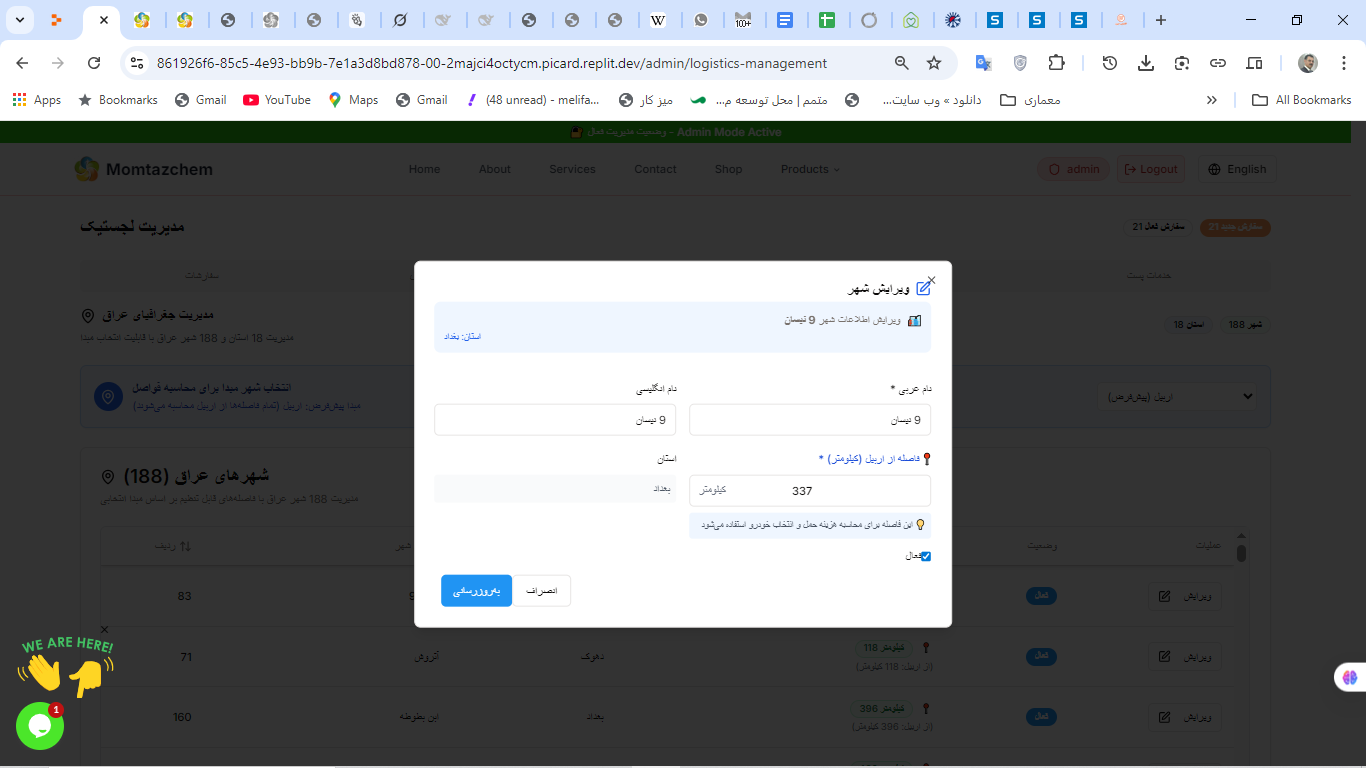 100+
861926f6-85c5-4e93-bb9b-7e1a3d8bd878-00-2majci4octycm.picard.replit.dev/admin/logistics-management
Apps
Bookmarks
Gmail
YouTube
Maps
Gmail
(48 unread) - melifa...
میز کار
متمم | محل توسعه م...
دانلود » وب سایت...
معماری
»
All Bookmarks
وضعیت مدیریت فعال - Admin Mode Active
Momtazchem
Home
About
Services
Contact
Shop
Products
admin
Logout
English
مدیریت لجستیک
سفارش فعال 21
سفارش جدید 21
سفارشات
خدمات پست
مدیریت جغرافیای عراق
مدیریت 18 استان و 188 شهر عراق با قابلیت انتخاب مبدا
استان 18
شهر 188
انتخاب شهر مبدا برای محاسبه فواصل
مبدا پیش‌فرض: اربیل (تمام فاصله‌ها از اربیل محاسبه می‌شوند)
اربیل (پیش‌فرض)
شهرهای عراق (188)
مدیریت 188 شهر عراق با فاصله‌های قابل تنظیم بر اساس مبدا انتخابی
ردیف
شهر
وضعیت
عملیات
83
فعال
ویرایش
71
آتروش
دهوک
کیلومتر 118
(از اربیل: 118 کیلومتر)
فعال
ویرایش
160
ابن بطوطه
بغداد
کیلومتر 396
(از اربیل: 396 کیلومتر)
فعال
ویرایش
ویرایش شهر
ویرایش اطلاعات شهر 9 نیسان
استان: بغداد
نام عربی *
نام انگلیسی
9 نیسان
9 نیسان
فاصله از اربیل (کیلومتر) *
استان
337
کیلومتر
بغداد
این فاصله برای محاسبه هزینه حمل و انتخاب خودرو استفاده می‌شود
فعال
انصراف
به‌روزرسانی
WE ARE HERE!
1